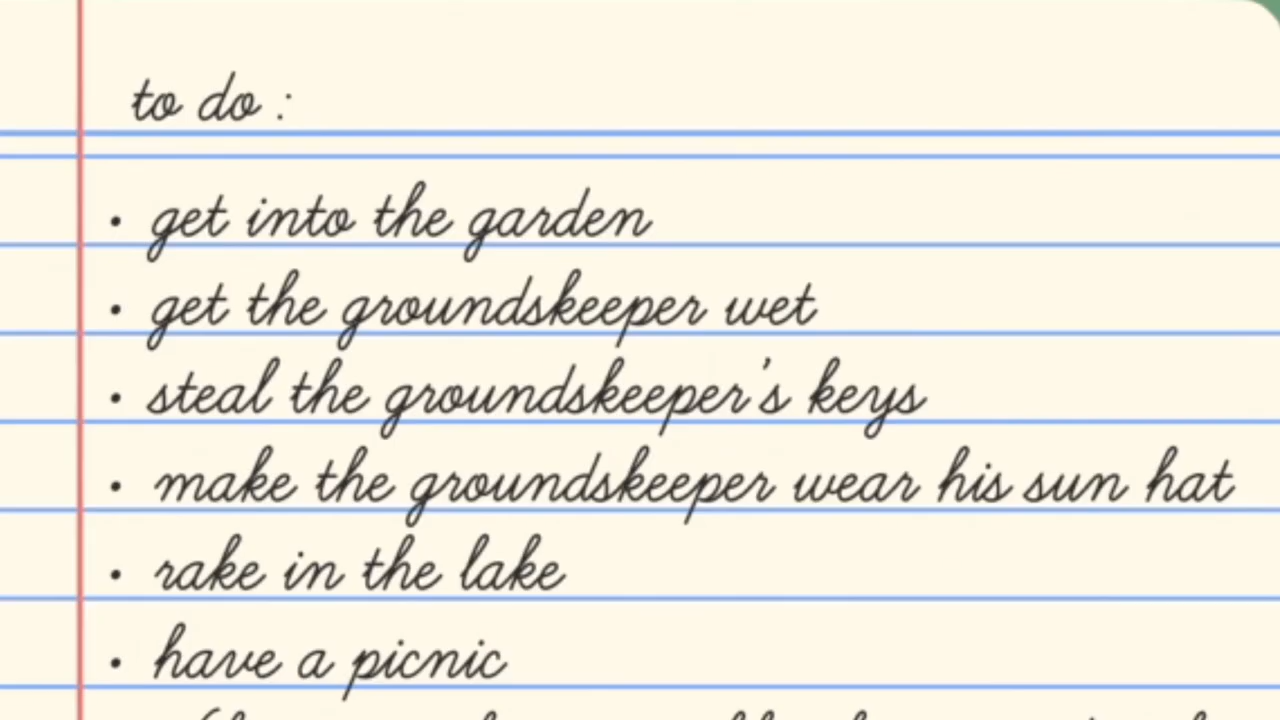 to do :
• get into the garden
• get the groundskeeper wet
• steal the groundskeeper's keys
• make the groundskeeper wear his sun hat
• rake in the lake
• have a picnic